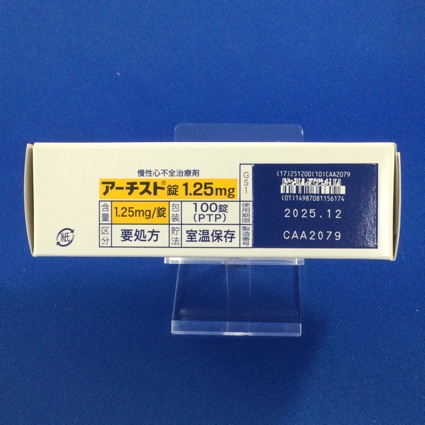 慢性心不全治療剤
アーチスト®錠1.25mg
含量 1.25mg/錠 包装 100錠(PTP)
区分 要処方 貯法 室温保存
GS1
(17)251200(10)CAA2079
(01)14987081156174
使用期限 2025.12
製造番号 CAA2079
紙